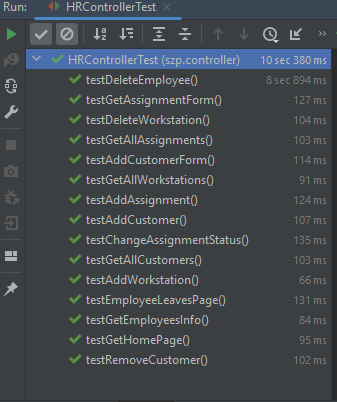 Run: HRControllerTest ×
HRControllerTest (szp.controller) 10 sec 380 ms
testDeleteEmployee() 8 sec 894 ms
testGetAssignmentForm() 127 ms
testDeleteWorkstation() 104 ms
testGetAllAssignments() 103 ms
testAddCustomerForm() 114 ms
testGetAllWorkstations() 91 ms
testAddAssignment() 124 ms
testAddCustomer() 107 ms
testChangeAssignmentStatus() 135 ms
testGetAllCustomers() 103 ms
testAddWorkstation() 66 ms
testEmployeeLeavesPage() 131 ms
testGetEmployeesInfo() 84 ms
testGetHomePage() 95 ms
testRemoveCustomer() 102 ms